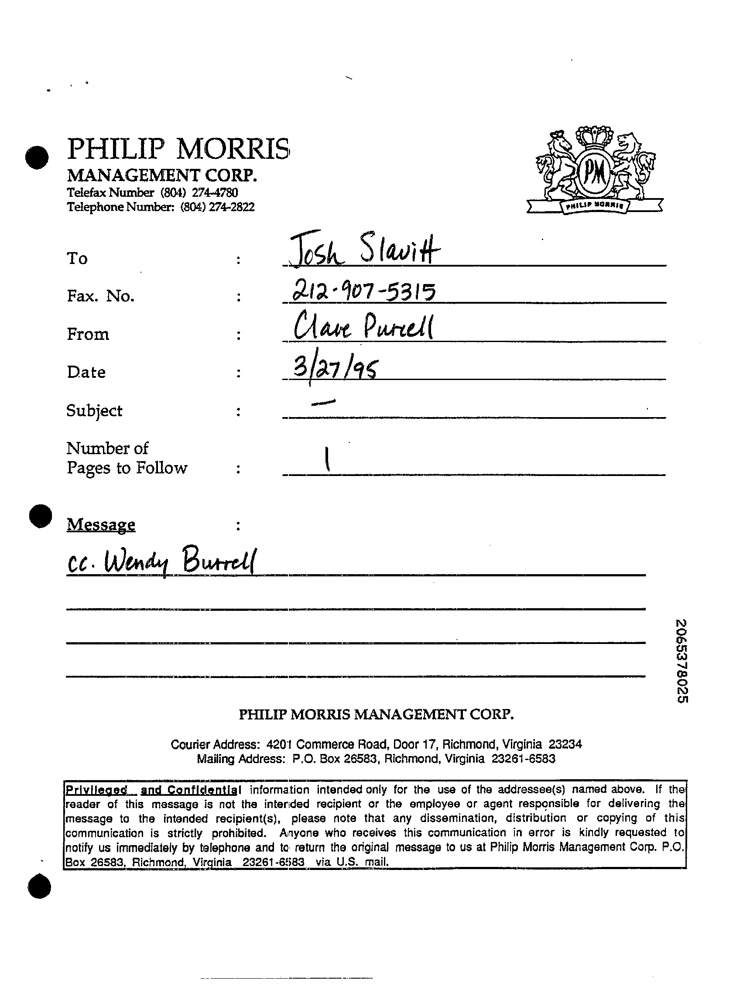 PHILIP MORRIS
MANAGEMENT CORP.
Telefax Number (804) 274-4780
Telephone Number: (804) 274-2822
PM
PHILIP MORRIS
To : Josh Slavitt
Fax. No. : 212-907-5315
From : Clare Purcell
Date : 3/27/95
Subject : —
Number of
Pages to Follow : 1
Message :
cc. Wendy Burrell
2065378025
PHILIP MORRIS MANAGEMENT CORP.
Courier Address: 4201 Commerce Road, Door 17, Richmond, Virginia 23234
Mailing Address: P.O. Box 26583, Richmond, Virginia 23261-6583
Privileged and Confidential information intended only for the use of the addressee(s) named above. If the
reader of this message is not the intended recipient or the employee or agent responsible for delivering the
message to the intended recipient(s), please note that any dissemination, distribution or copying of this
communication is strictly prohibited. Anyone who receives this communication in error is kindly requested to
notify us immediately by telephone and to return the original message to us at Philip Morris Management Corp. P.O.
Box 26583, Richmond, Virginia 23261-6583 via U.S. mail.